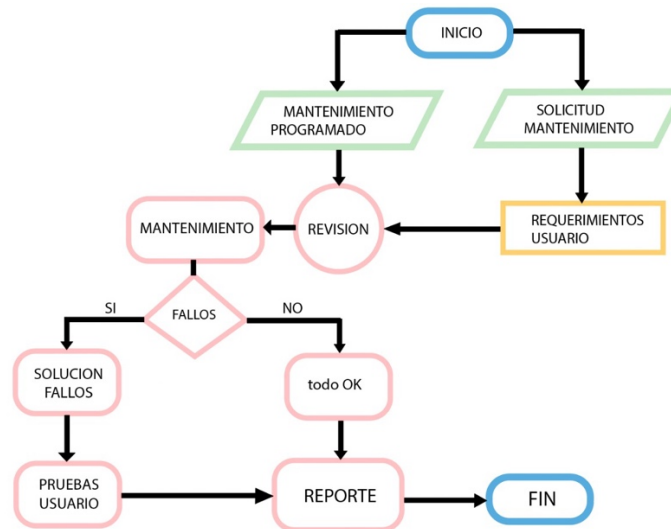 INICIO
MANTENIMIENTO
PROGRAMADO
SOLICITUD
MANTENIMIENTO
MANTENIMIENTO
REVISION
REQUERIMIENTOS
USUARIO
SI
FALLOS
NO
SOLUCION
FALLOS
todo OK
PRUEBAS
USUARIO
REPORTE
FIN